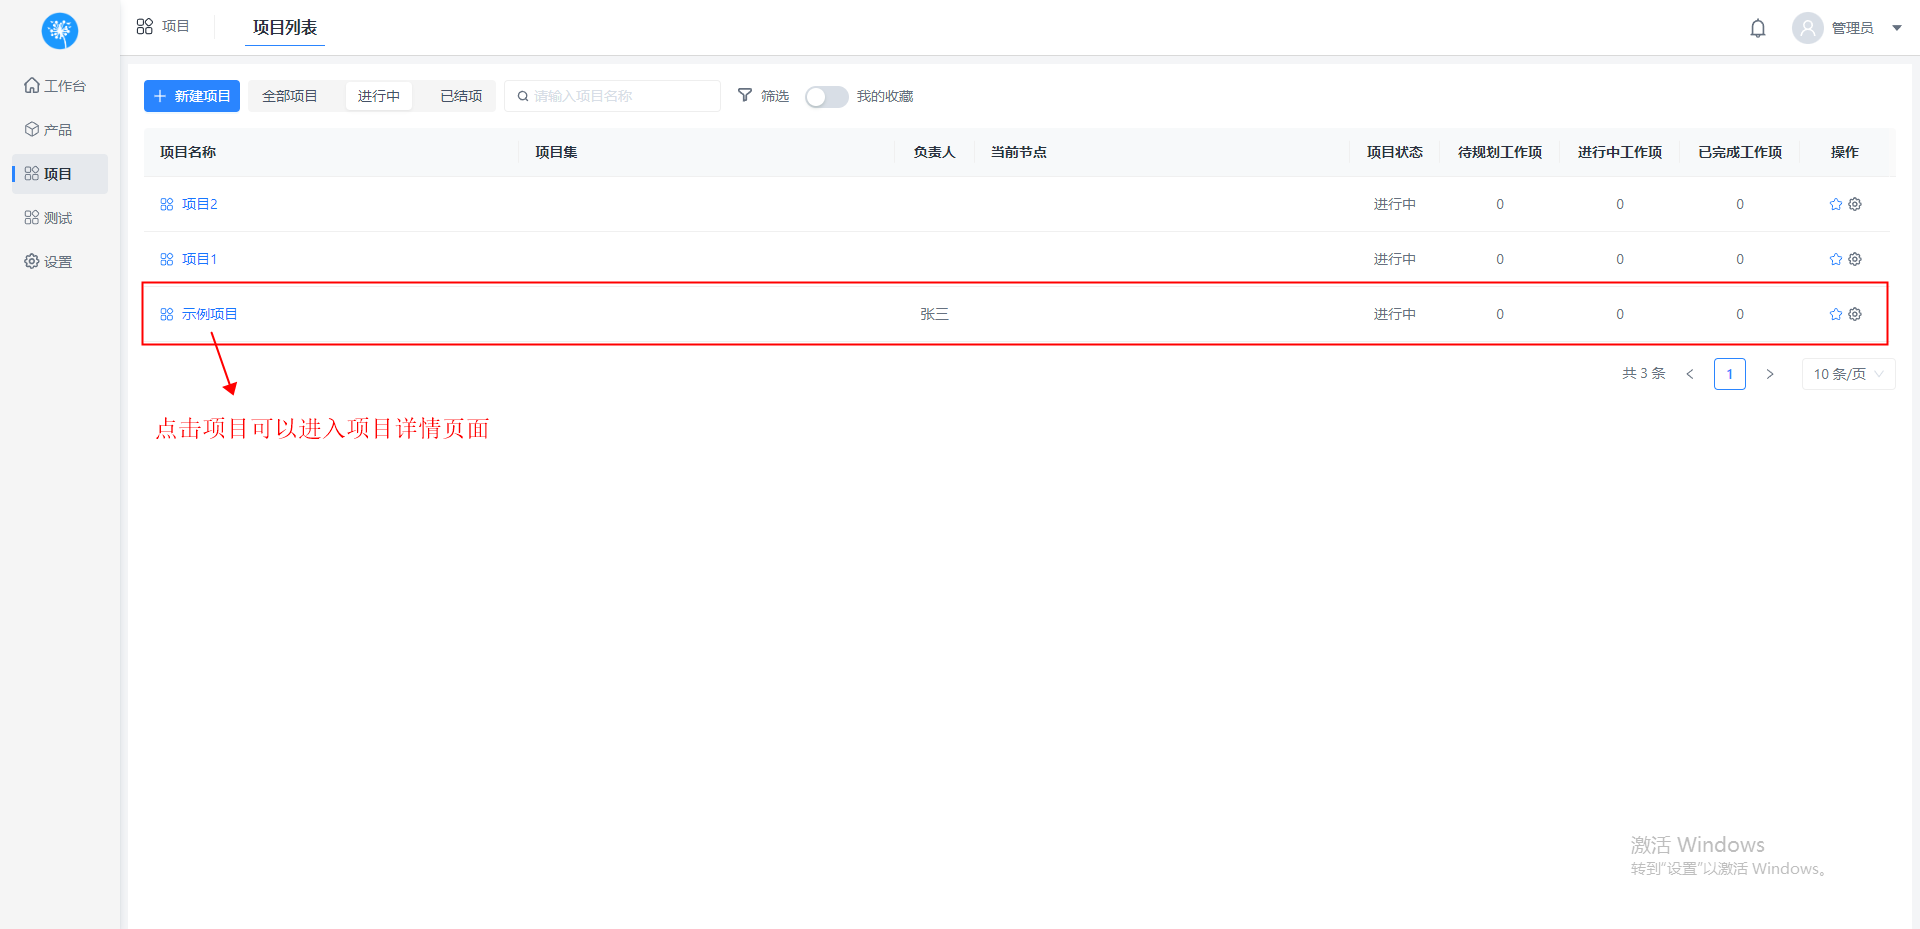 项目
项目列表
管理员
工作台
产品
项目
测试
设置
新建项目
全部项目
进行中
已结项
请输入项目名称
筛选
我的收藏
项目名称 项目集 负责人 当前节点 项目状态 待规划工作项 进行中工作项 已完成工作项 操作
项目2 进行中 0 0 0
项目1 进行中 0 0 0
示例项目 张三 进行中 0 0 0
共 3 条 < 1 > 10 条/页
点击项目可以进入项目详情页面
激活 Windows
转到“设置”以激活 Windows。